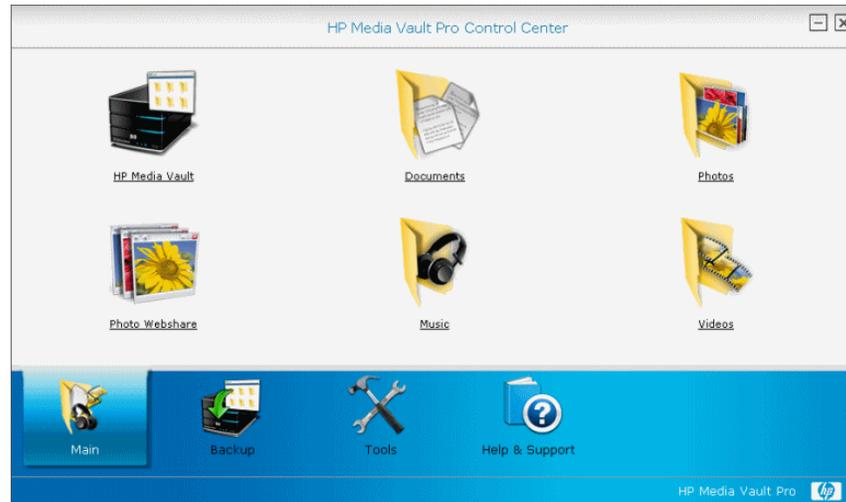 HP Media Vault Pro Control Center
HP Media Vault
Documents
Photos
Photo Webshare
Music
Videos
Main
Backup
Tools
Help & Support
HP Media Vault Pro
hp